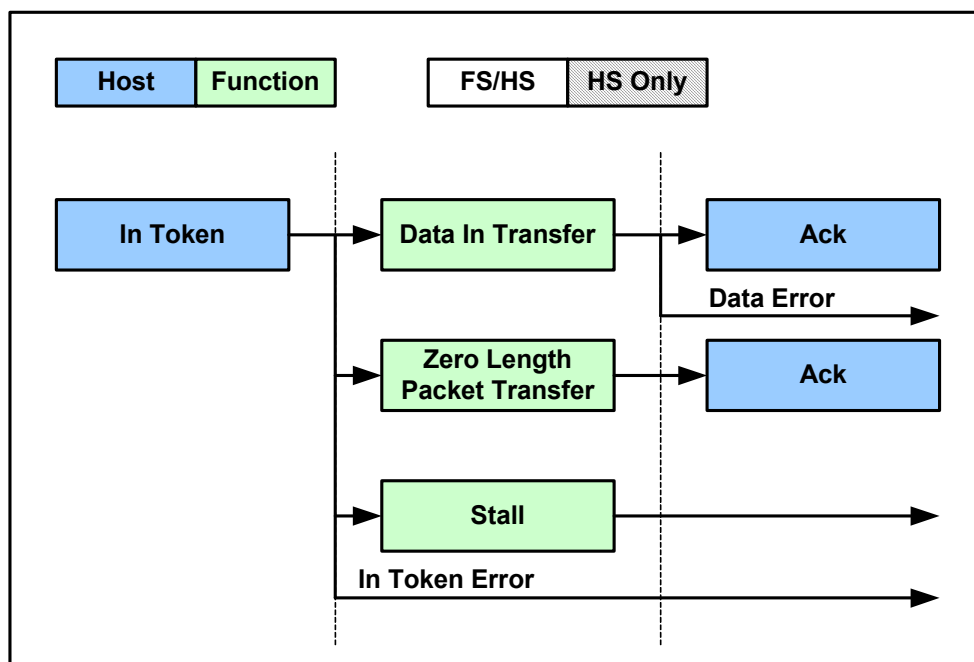 Host
Function
FS/HS
HS Only
In Token
Data In Transfer
Ack
Data Error
Zero Length
Packet Transfer
Ack
Stall
In Token Error